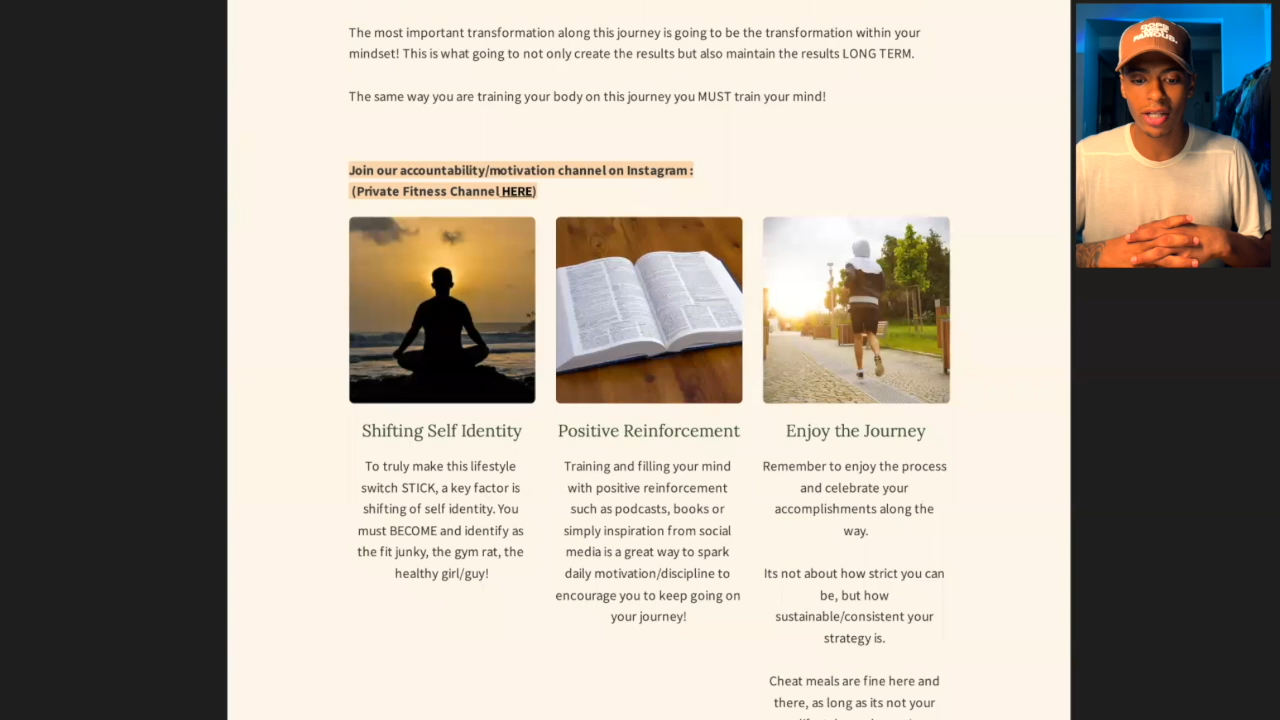 The most important transformation along this journey is going to be the transformation within your
mindset! This is what going to not only create the results but also maintain the results LONG TERM.
The same way you are training your body on this journey you MUST train your mind!
Join our accountability/motivation channel on Instagram :
(Private Fitness Channel HERE)
Shifting Self Identity
To truly make this lifestyle
switch STICK, a key factor is
shifting of self identity. You
must BECOME and identify as
the fit junky, the gym rat, the
healthy girl/guy!
Positive Reinforcement
Training and filling your mind
with positive reinforcement
such as podcasts, books or
simply inspiration from social
media is a great way to spark
daily motivation/discipline to
encourage you to keep going on
your journey!
Enjoy the Journey
Remember to enjoy the process
and celebrate your
accomplishments along the
way.
Its not about how strict you can
be, but how
sustainable/consistent your
strategy is.
Cheat meals are fine here and
there, as long as its not your